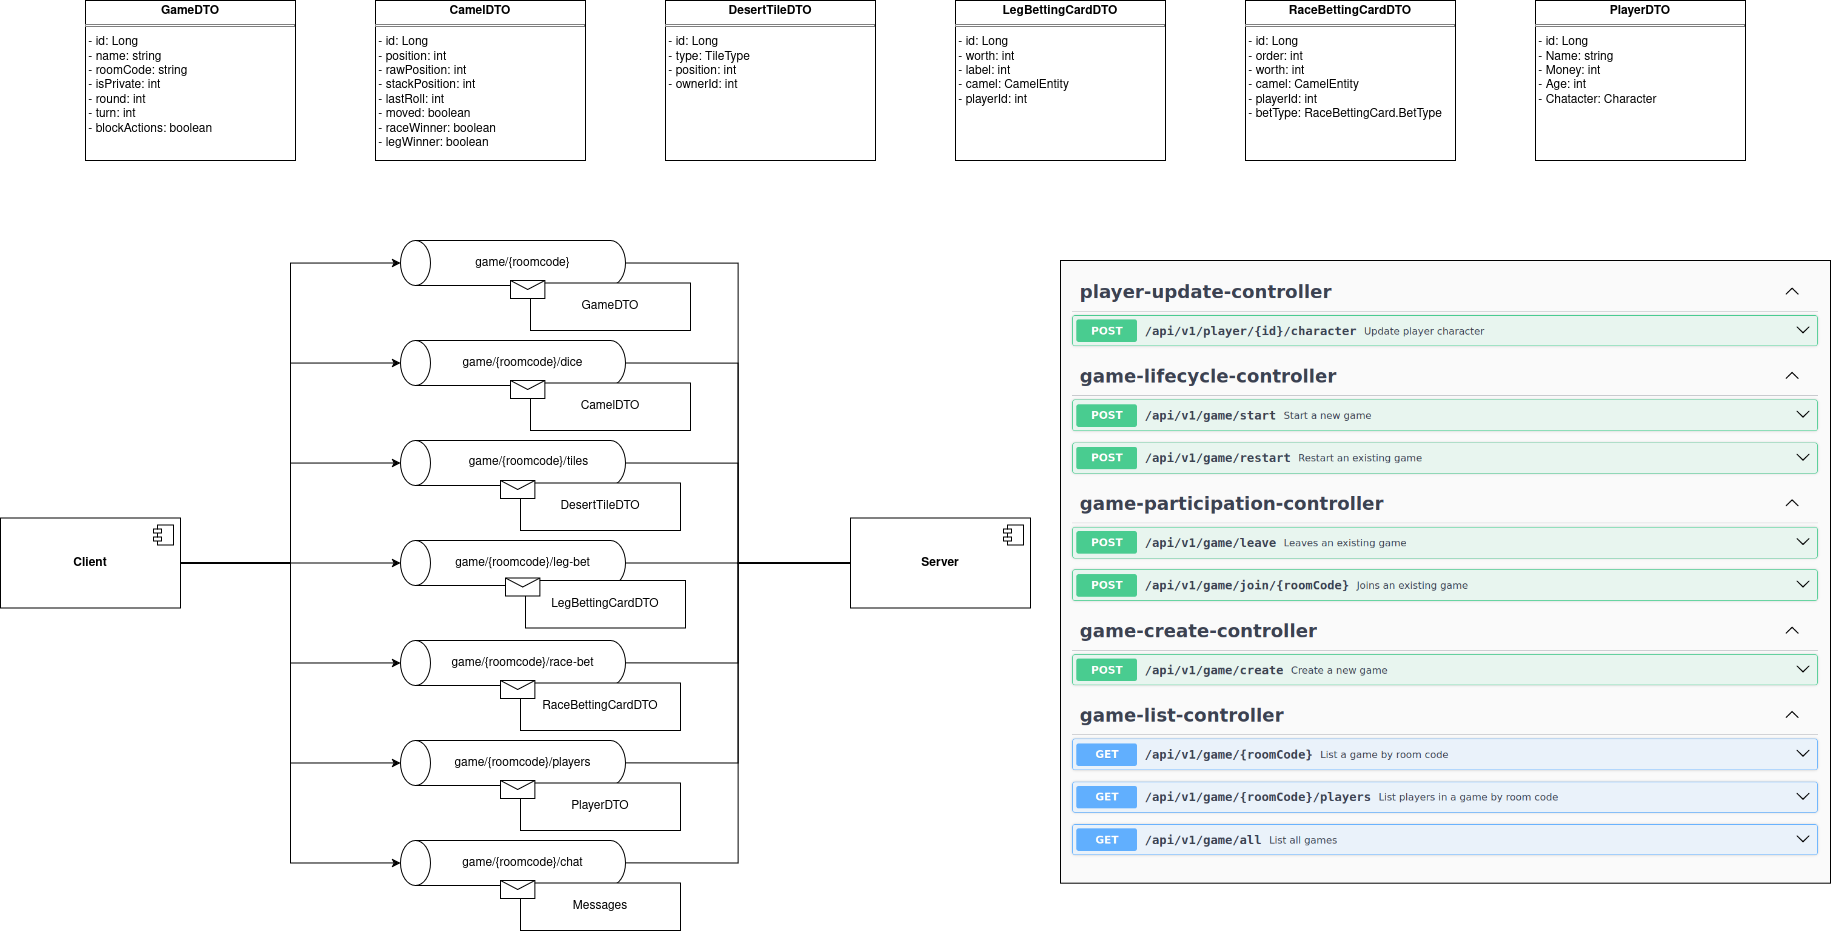 GameDTO
- id: Long
- name: string
- roomCode: string
- isPrivate: int
- round: int
- turn: int
- blockActions: boolean
CamelDTO
- id: Long
- position: int
- rawPosition: int
- stackPosition: int
- lastRoll: int
- moved: boolean
- raceWinner: boolean
- legWinner: boolean
DesertTileDTO
- id: Long
- type: TileType
- position: int
- ownerId: int
LegBettingCardDTO
- id: Long
- worth: int
- label: int
- camel: CamelEntity
- playerId: int
RaceBettingCardDTO
- id: Long
- order: int
- worth: int
- camel: CamelEntity
- playerId: int
- betType: RaceBettingCard.BetType
PlayerDTO
- id: Long
- Name: string
- Money: int
- Age: int
- Chatacter: Character
Client
game/{roomcode}
GameDTO
game/{roomcode}/dice
CamelDTO
game/{roomcode}/tiles
DesertTileDTO
game/{roomcode}/leg-bet
LegBettingCardDTO
game/{roomcode}/race-bet
RaceBettingCardDTO
game/{roomcode}/players
PlayerDTO
game/{roomcode}/chat
Messages
Server
player-update-controller
POST /api/v1/player/{id}/character Update player character
game-lifecycle-controller
POST /api/v1/game/start Start a new game
POST /api/v1/game/restart Restart an existing game
game-participation-controller
POST /api/v1/game/leave Leaves an existing game
POST /api/v1/game/join/{roomCode} Joins an existing game
game-create-controller
POST /api/v1/game/create Create a new game
game-list-controller
GET /api/v1/game/{roomCode} List a game by room code
GET /api/v1/game/{roomCode}/players List players in a game by room code
GET /api/v1/game/all List all games